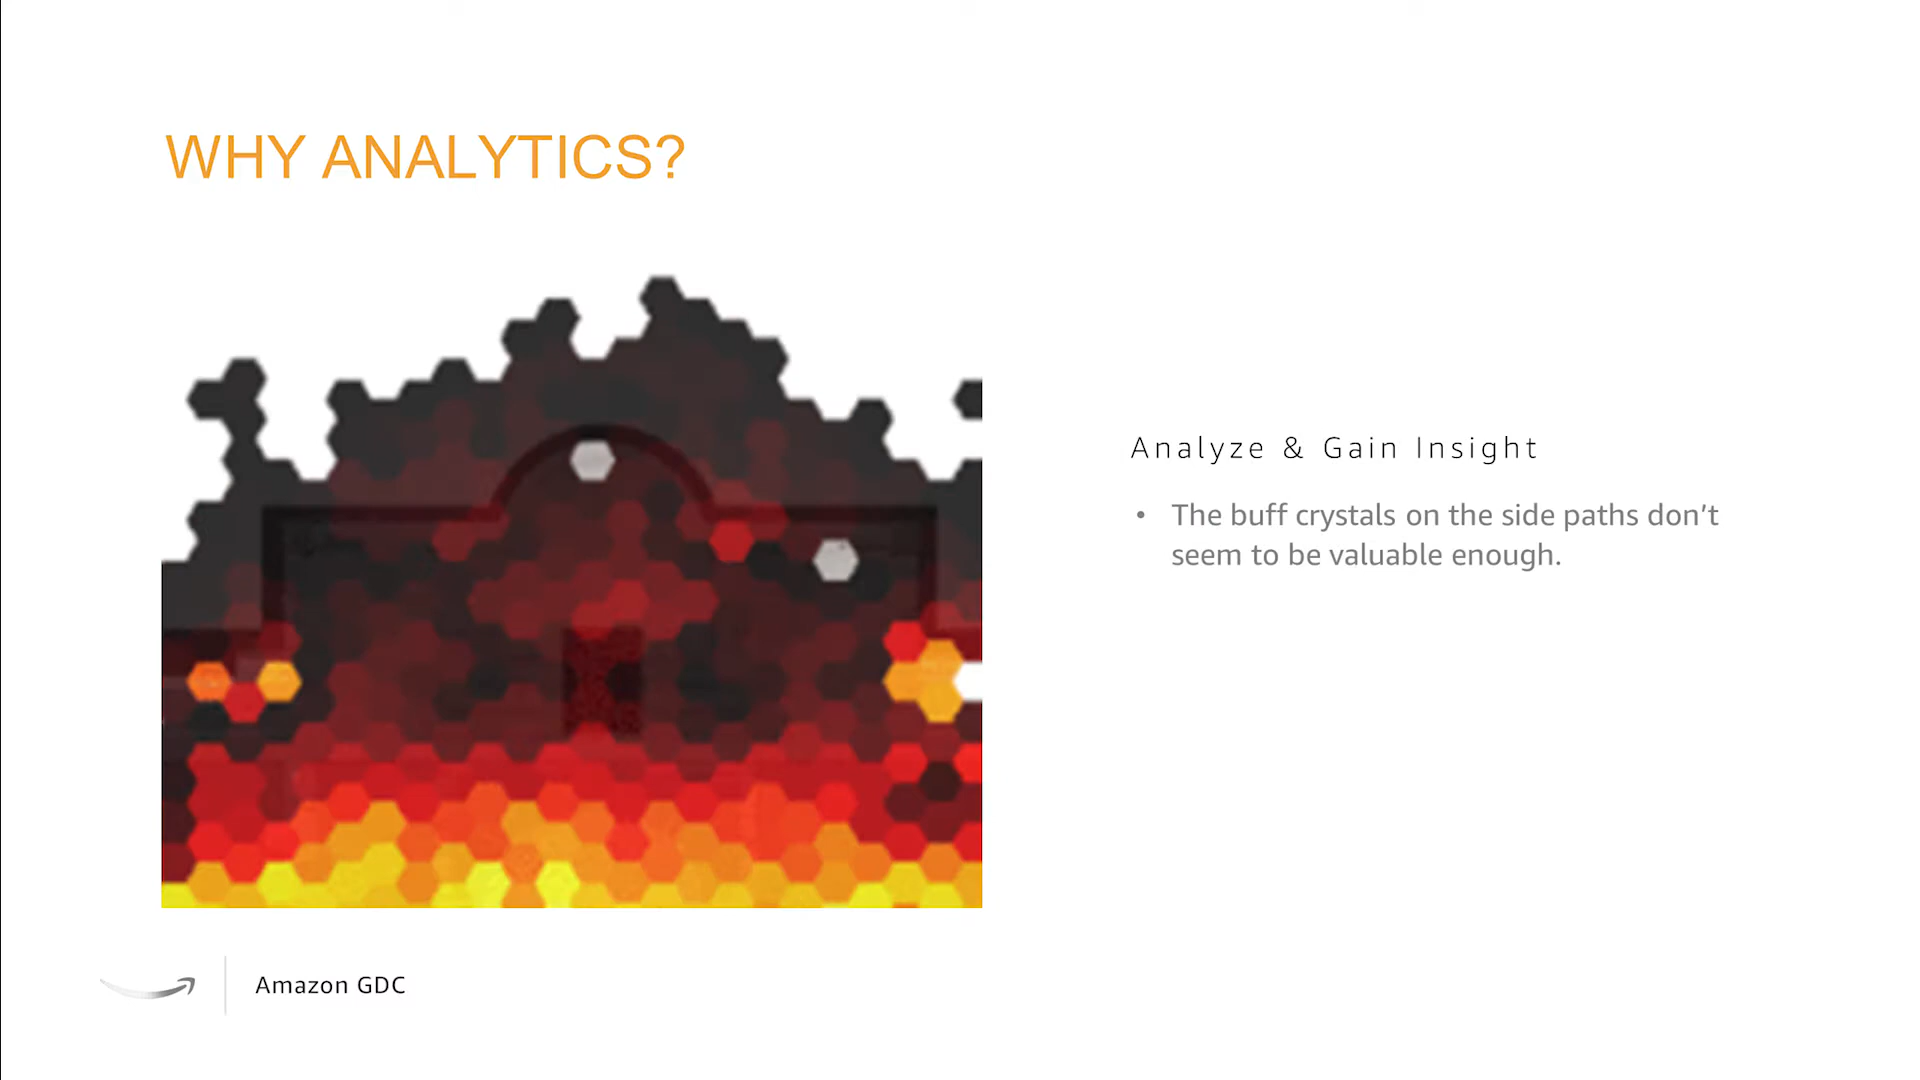 WHY ANALYTICS?
Analyze & Gain Insight
• The buff crystals on the side paths don’t
seem to be valuable enough.
Amazon GDC